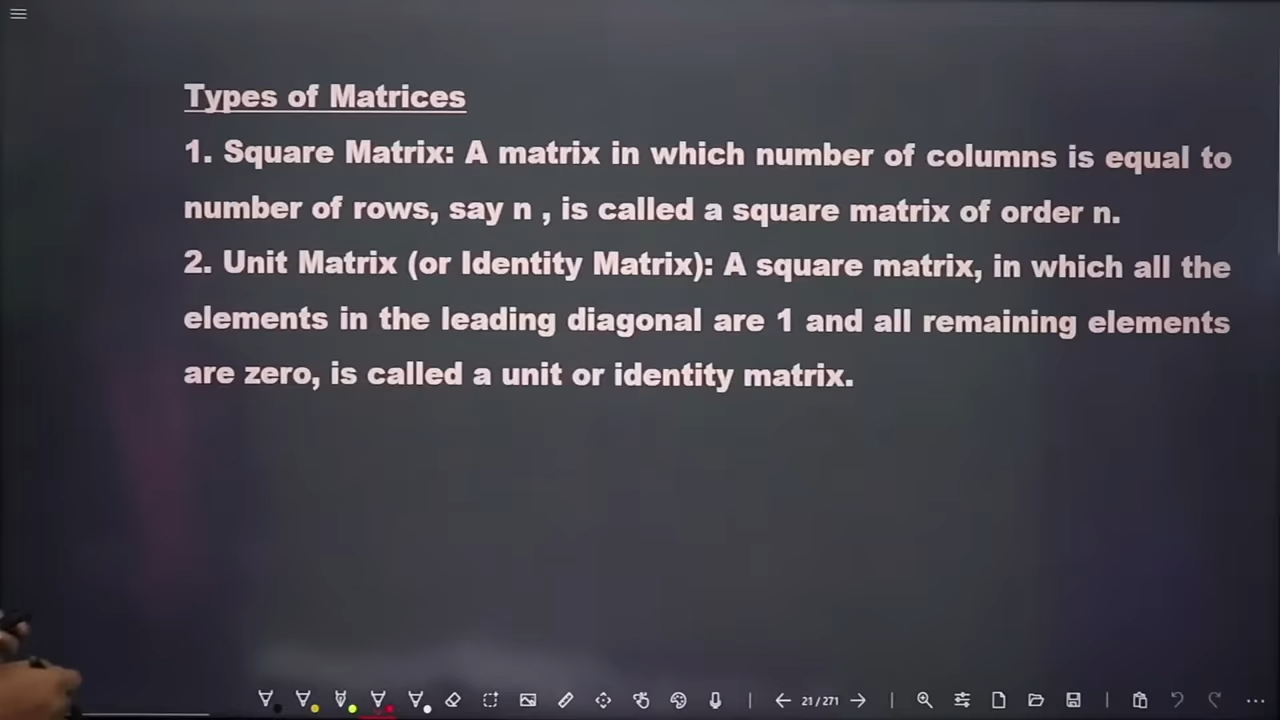 Types of Matrices
1. Square Matrix: A matrix in which number of columns is equal to
number of rows, say n , is called a square matrix of order n.
2. Unit Matrix (or Identity Matrix): A square matrix, in which all the
elements in the leading diagonal are 1 and all remaining elements
are zero, is called a unit or identity matrix.
21 / 271